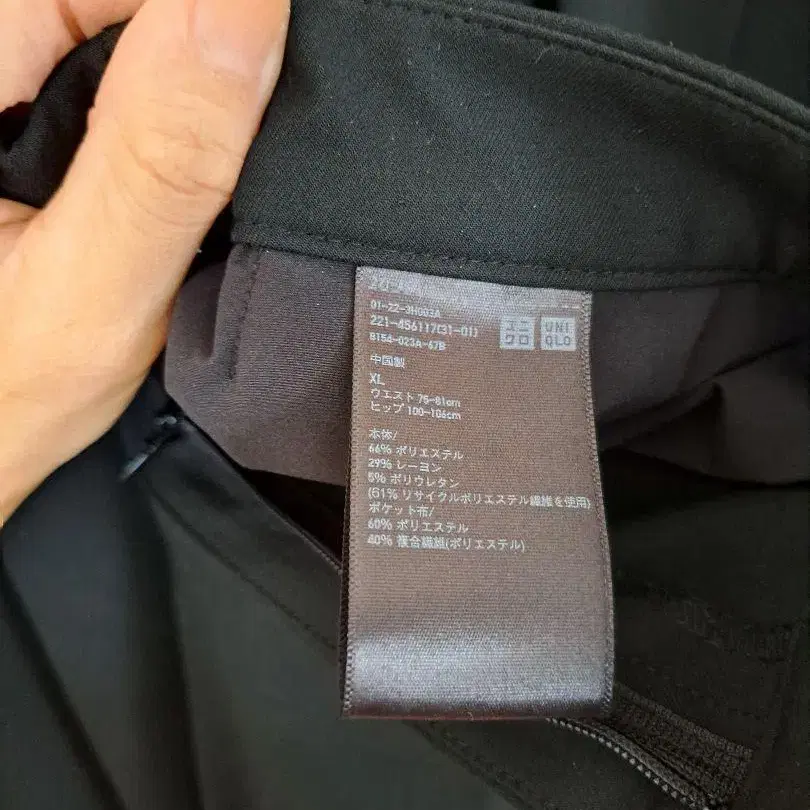 01-22-3H003A
221-456117(31-01)
8154-023A-67B
ユニクロ
UNIQLO
中国製
XL
ウエスト 75-81cm
ヒップ 100-106cm
本体/
66% ポリエステル
29% レーヨン
5% ポリウレタン
(51% リサイクルポリエステル繊維を使用)
ポケット布/
60% ポリエステル
40% 複合繊維(ポリエステル)